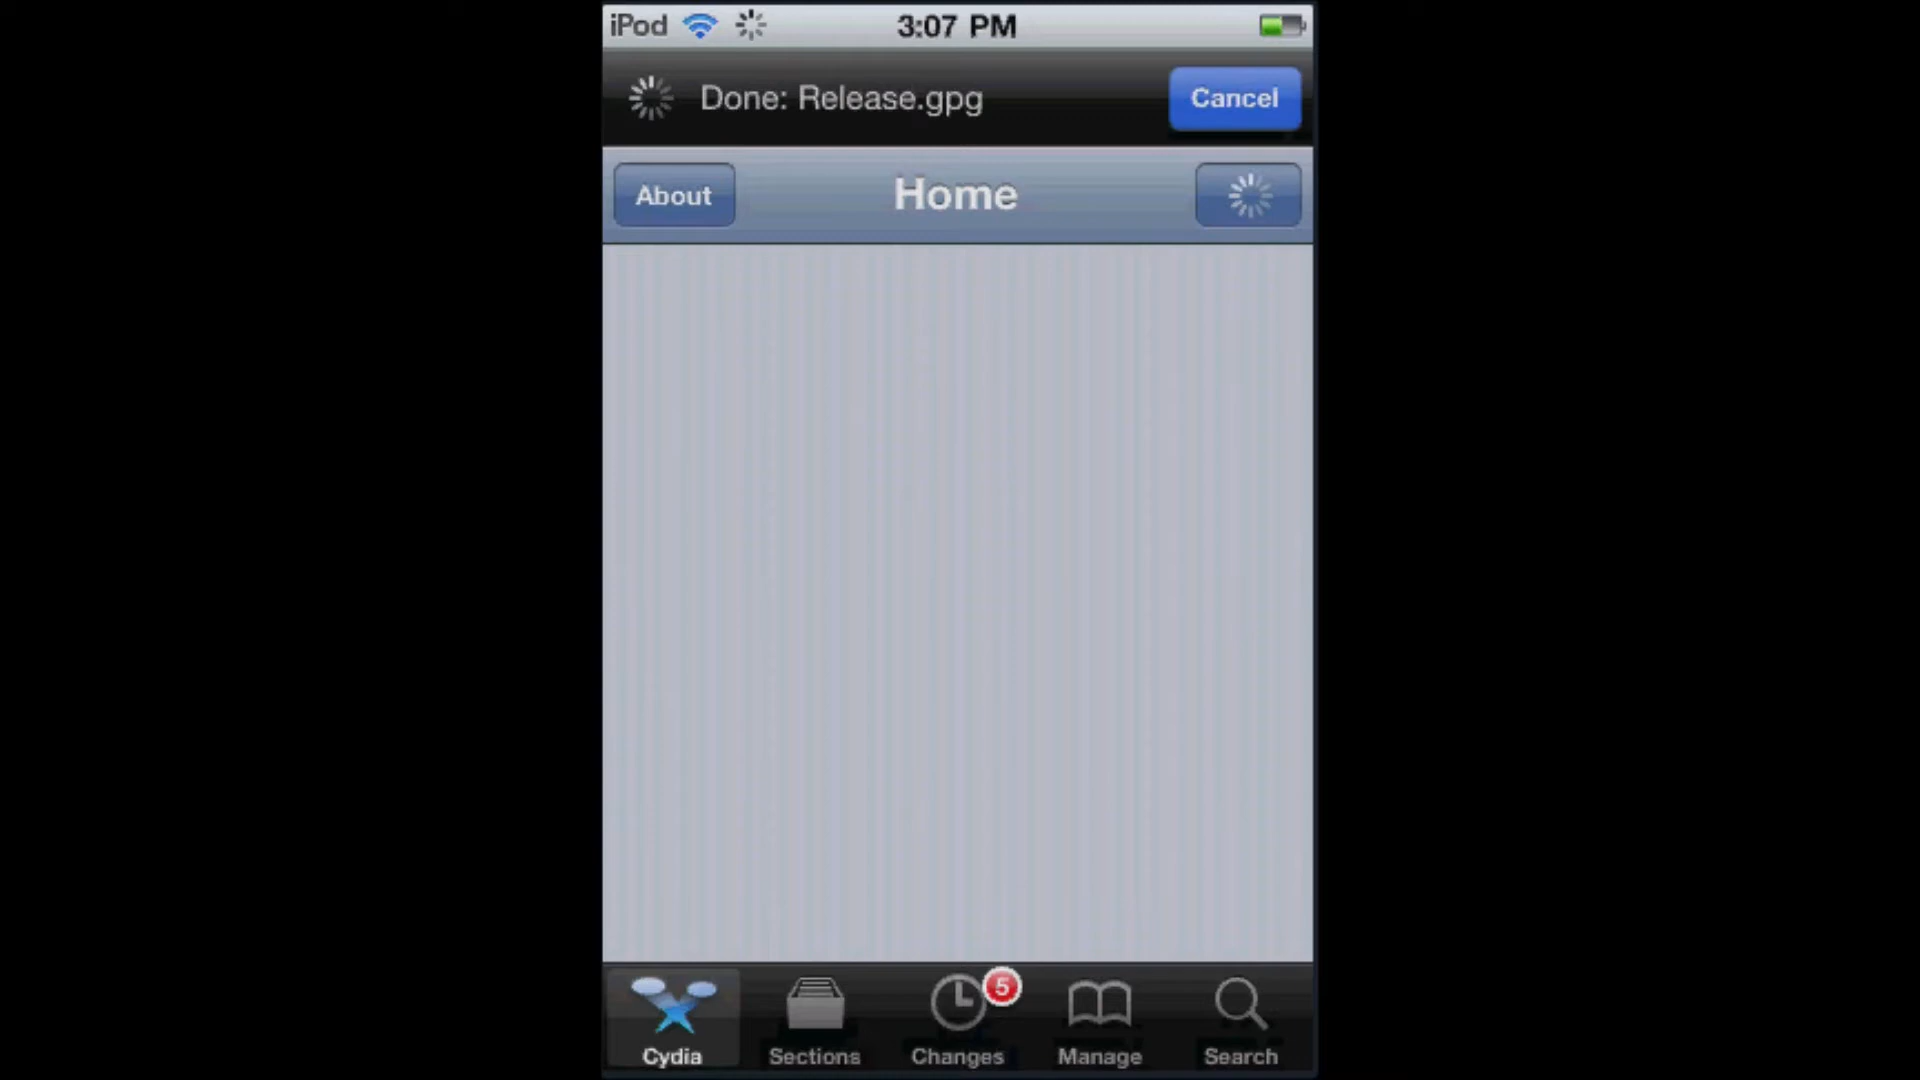 iPod 3:07 PM
Done: Release.gpg Cancel
About Home
5
Cydia Sections Changes Manage Search